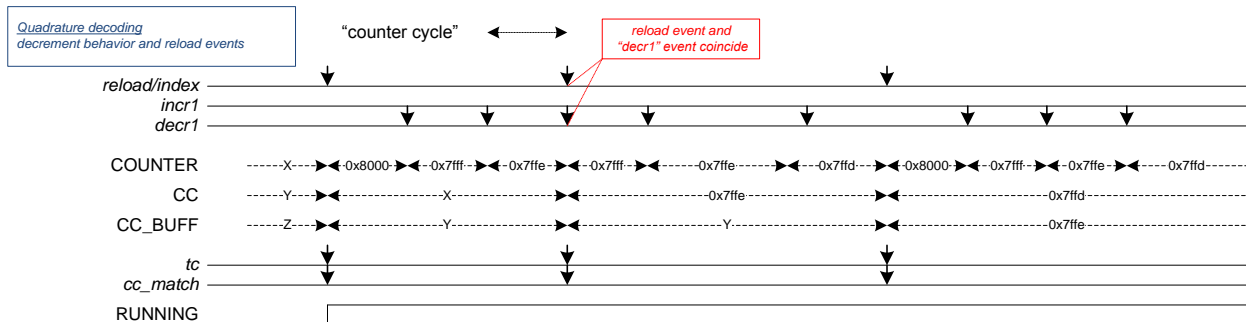 Quadrature decoding
decrement behavior and reload events
“counter cycle”
reload event and
“decr1” event coincide
reload/index
incr1
decr1
COUNTER X 0x8000 0x7fff 0x7ffe 0x7fff 0x7ffe 0x7ffd 0x8000 0x7fff 0x7ffe 0x7ffd
CC Y X 0x7ffe 0x7ffd
CC_BUFF Z Y Y 0x7ffe
tc
cc_match
RUNNING